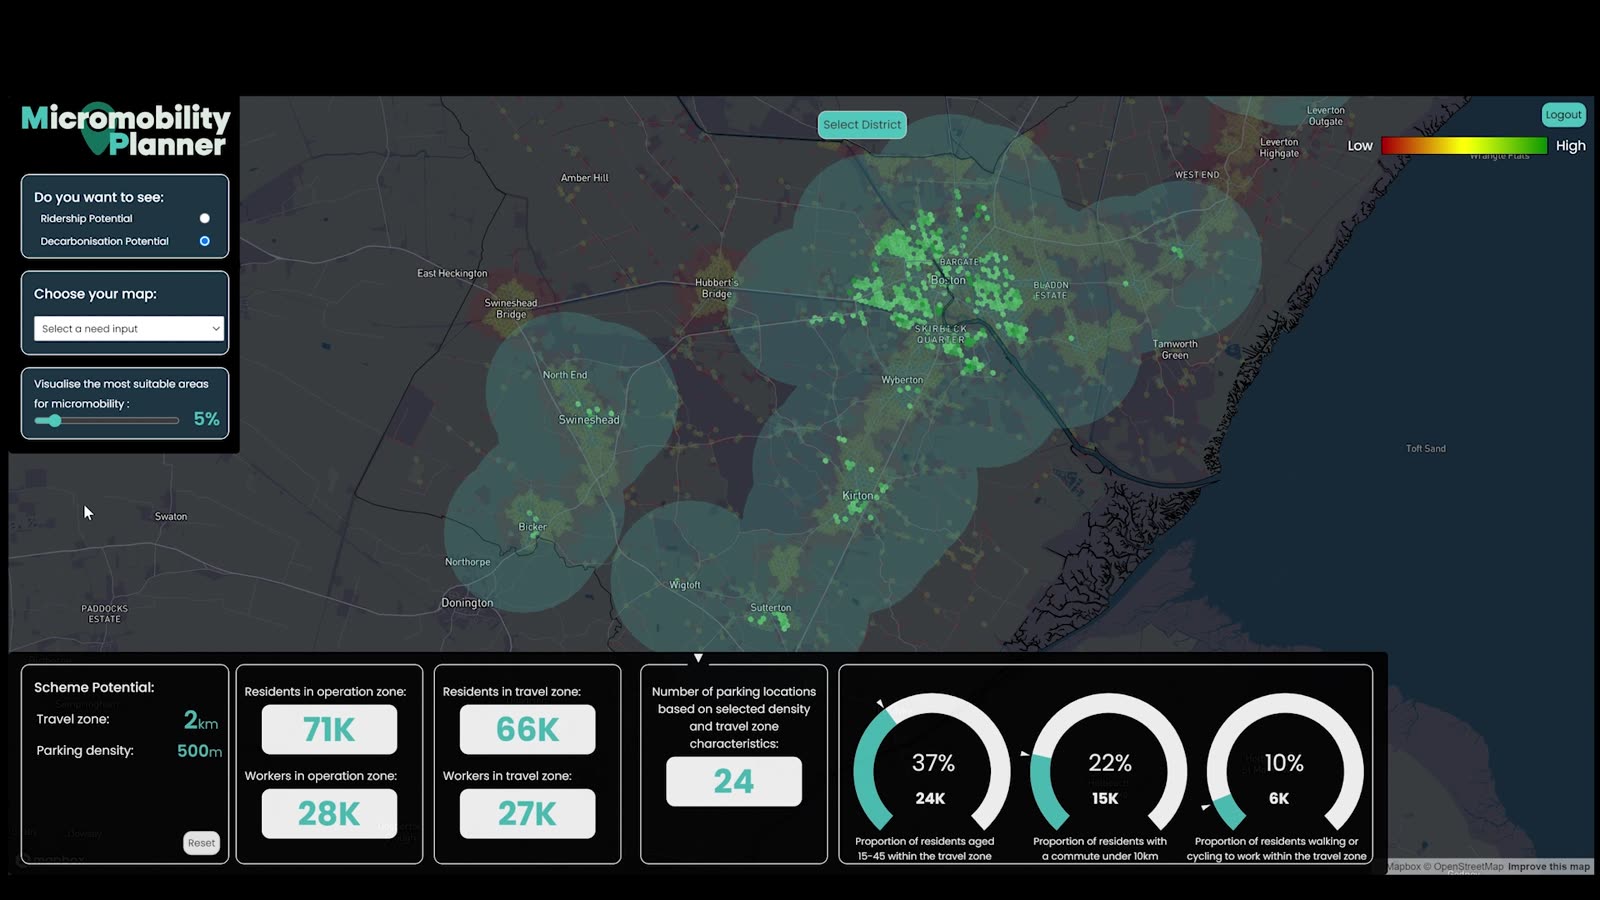 Micromobility
Planner
Do you want to see:
Ridership Potential
Decarbonisation Potential
Choose your map:
Select a need input
Visualise the most suitable areas
for micromobility :
5%
Select District
Logout
Low
High
Wrangle Flats
Leverton
Outgate
Leverton
Highgate
WEST END
Amber Hill
East Heckington
Hubbert's
Bridge
Swineshead
Bridge
BARGATE
Boston
BLADON
ESTATE
SKIRBECK
QUARTER
Tamworth
Green
Wyberton
North End
Swineshead
Toft Sand
Kirton
Swaton
Bicker
Northorpe
Wigtoft
Donington
Sutterton
PADDOCKS
ESTATE
Scheme Potential:
Travel zone:
2km
Parking density:
500m
Reset
Residents in operation zone:
71K
Workers in operation zone:
28K
Residents in travel zone:
66K
Workers in travel zone:
27K
Number of parking locations
based on selected density
and travel zone
characteristics:
24
37%
24K
Proportion of residents aged
15-45 within the travel zone
22%
15K
Proportion of residents with
a commute under 10km
10%
6K
Proportion of residents walking or
cycling to work within the travel zone
Mapbox © OpenStreetMap Improve this map